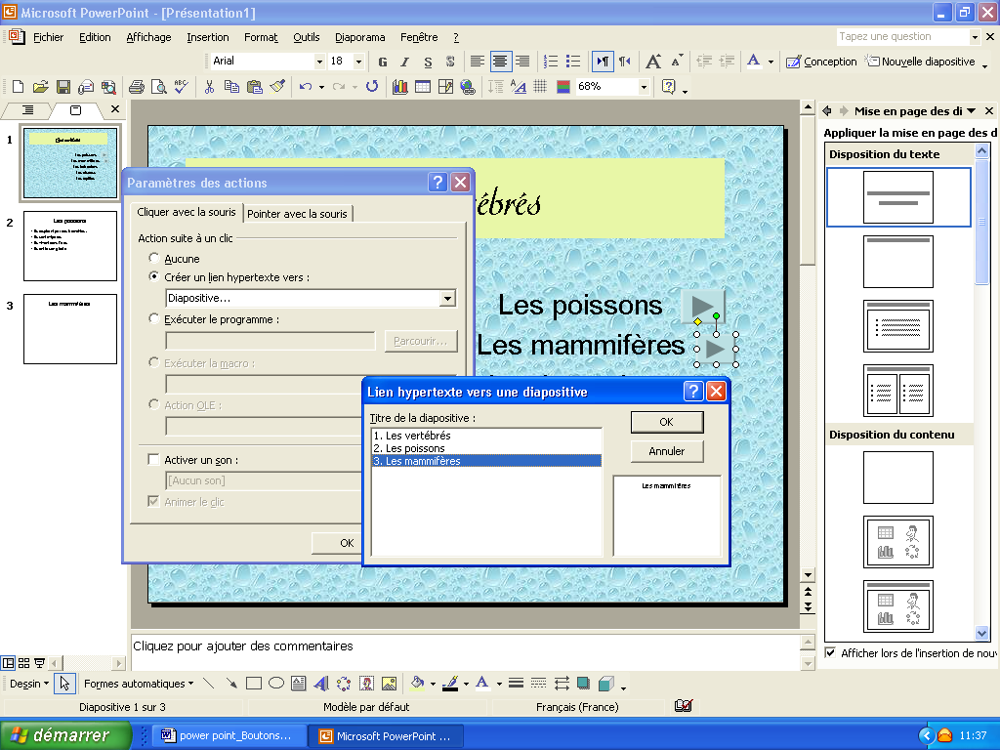 Microsoft PowerPoint - [Présentation1]
Fichier Edition Affichage Insertion Format Outils Diaporama Fenêtre ?
Tapez une question
Arial 18 G I S S Conception Nouvelle diapositive
68%
1
Les poissons
Les mammifères
2
Les poissons
3
Les mammifères
Mise en page des di
Appliquer la mise en page des d
Disposition du texte
Disposition du contenu
Afficher lors de l'insertion de nouv
ébrés
Les poissons
Les mammifères
Paramètres des actions
Cliquer avec la souris Pointer avec la souris
Action suite à un clic
Aucune
Créer un lien hypertexte vers :
Diapositive...
Exécuter le programme :
Parcourir...
Exécuter la macro :
Action OLE :
Activer un son :
[Aucun son]
Animer le clic
OK
Lien hypertexte vers une diapositive
Titre de la diapositive :
1. Les vertébrés
2. Les poissons
3. Les mammifères
OK
Annuler
Les mammifères
Cliquez pour ajouter des commentaires
Dessin Formes automatiques
Diapositive 1 sur 3 Modèle par défaut Français (France)
démarrer power point_Boutons... Microsoft PowerPoint ... 11:37